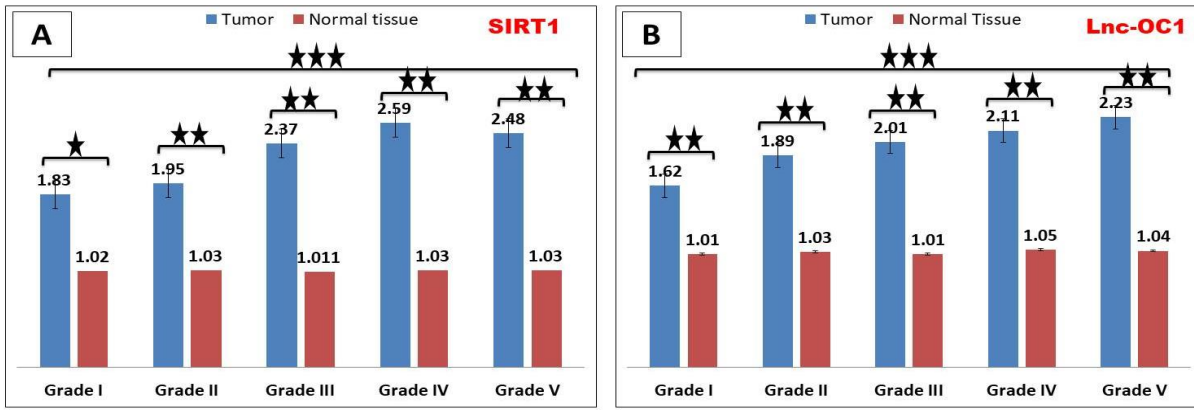 A
Tumor Normal tissue
SIRT1
★★★
★ ★★ ★★ ★★ ★★
1.83 1.95 2.37 2.59 2.48
1.02 1.03 1.011 1.03 1.03
Grade I Grade II Grade III Grade IV Grade V
B
Tumor Normal Tissue
Lnc-OC1
★★★
★★ ★★ ★★ ★★ ★★
1.62 1.89 2.01 2.11 2.23
1.01 1.03 1.01 1.05 1.04
Grade I Grade II Grade III Grade IV Grade V